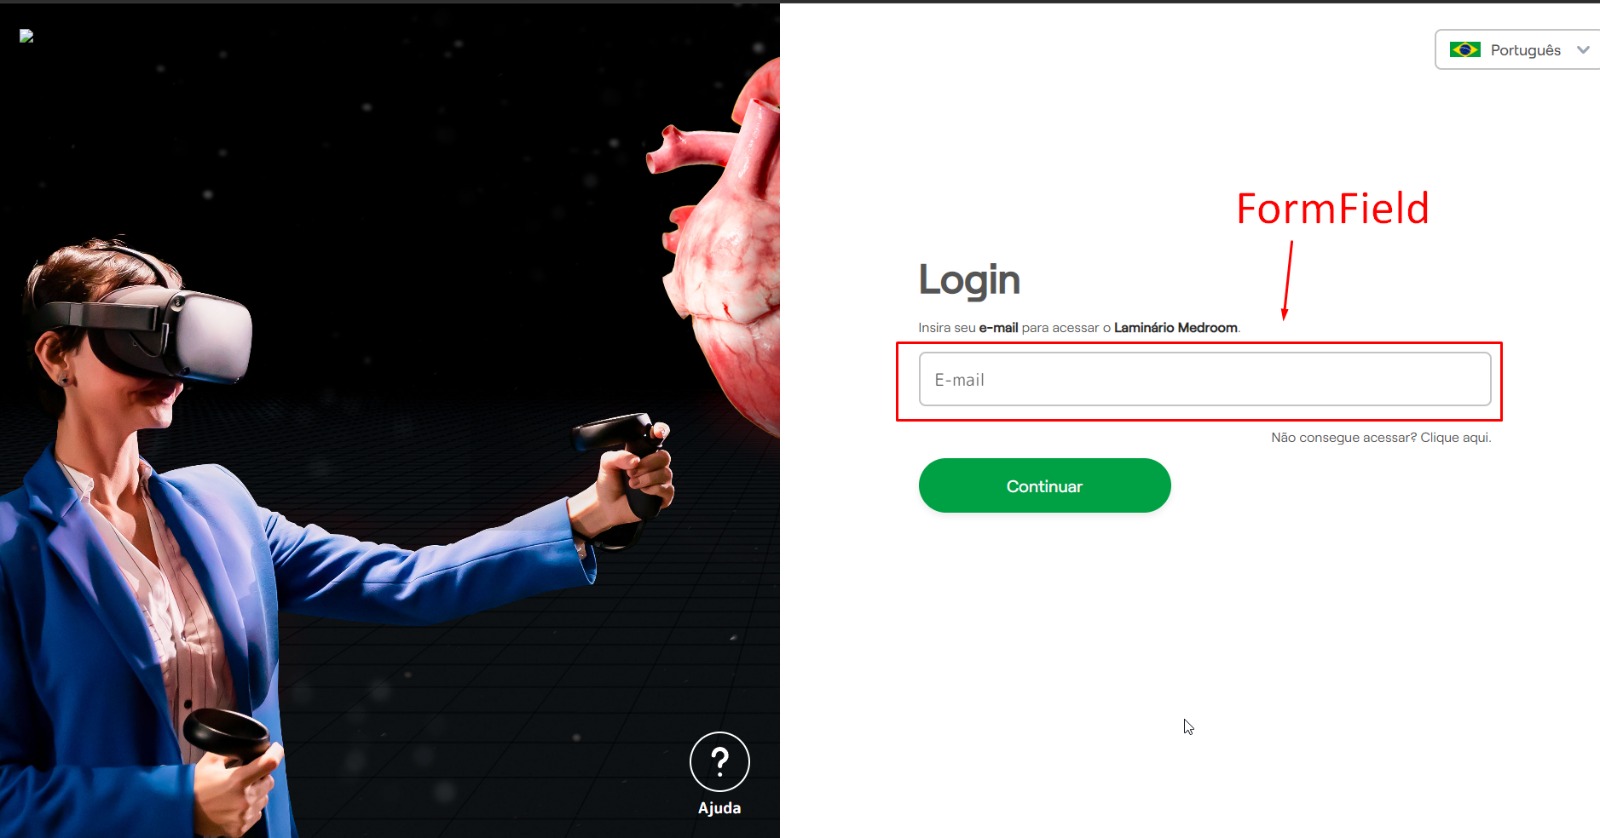 Português
FormField
Login
Insira seu e-mail para acessar o Laminário Medroom.
E-mail
Não consegue acessar? Clique aqui.
Continuar
?
Ajuda